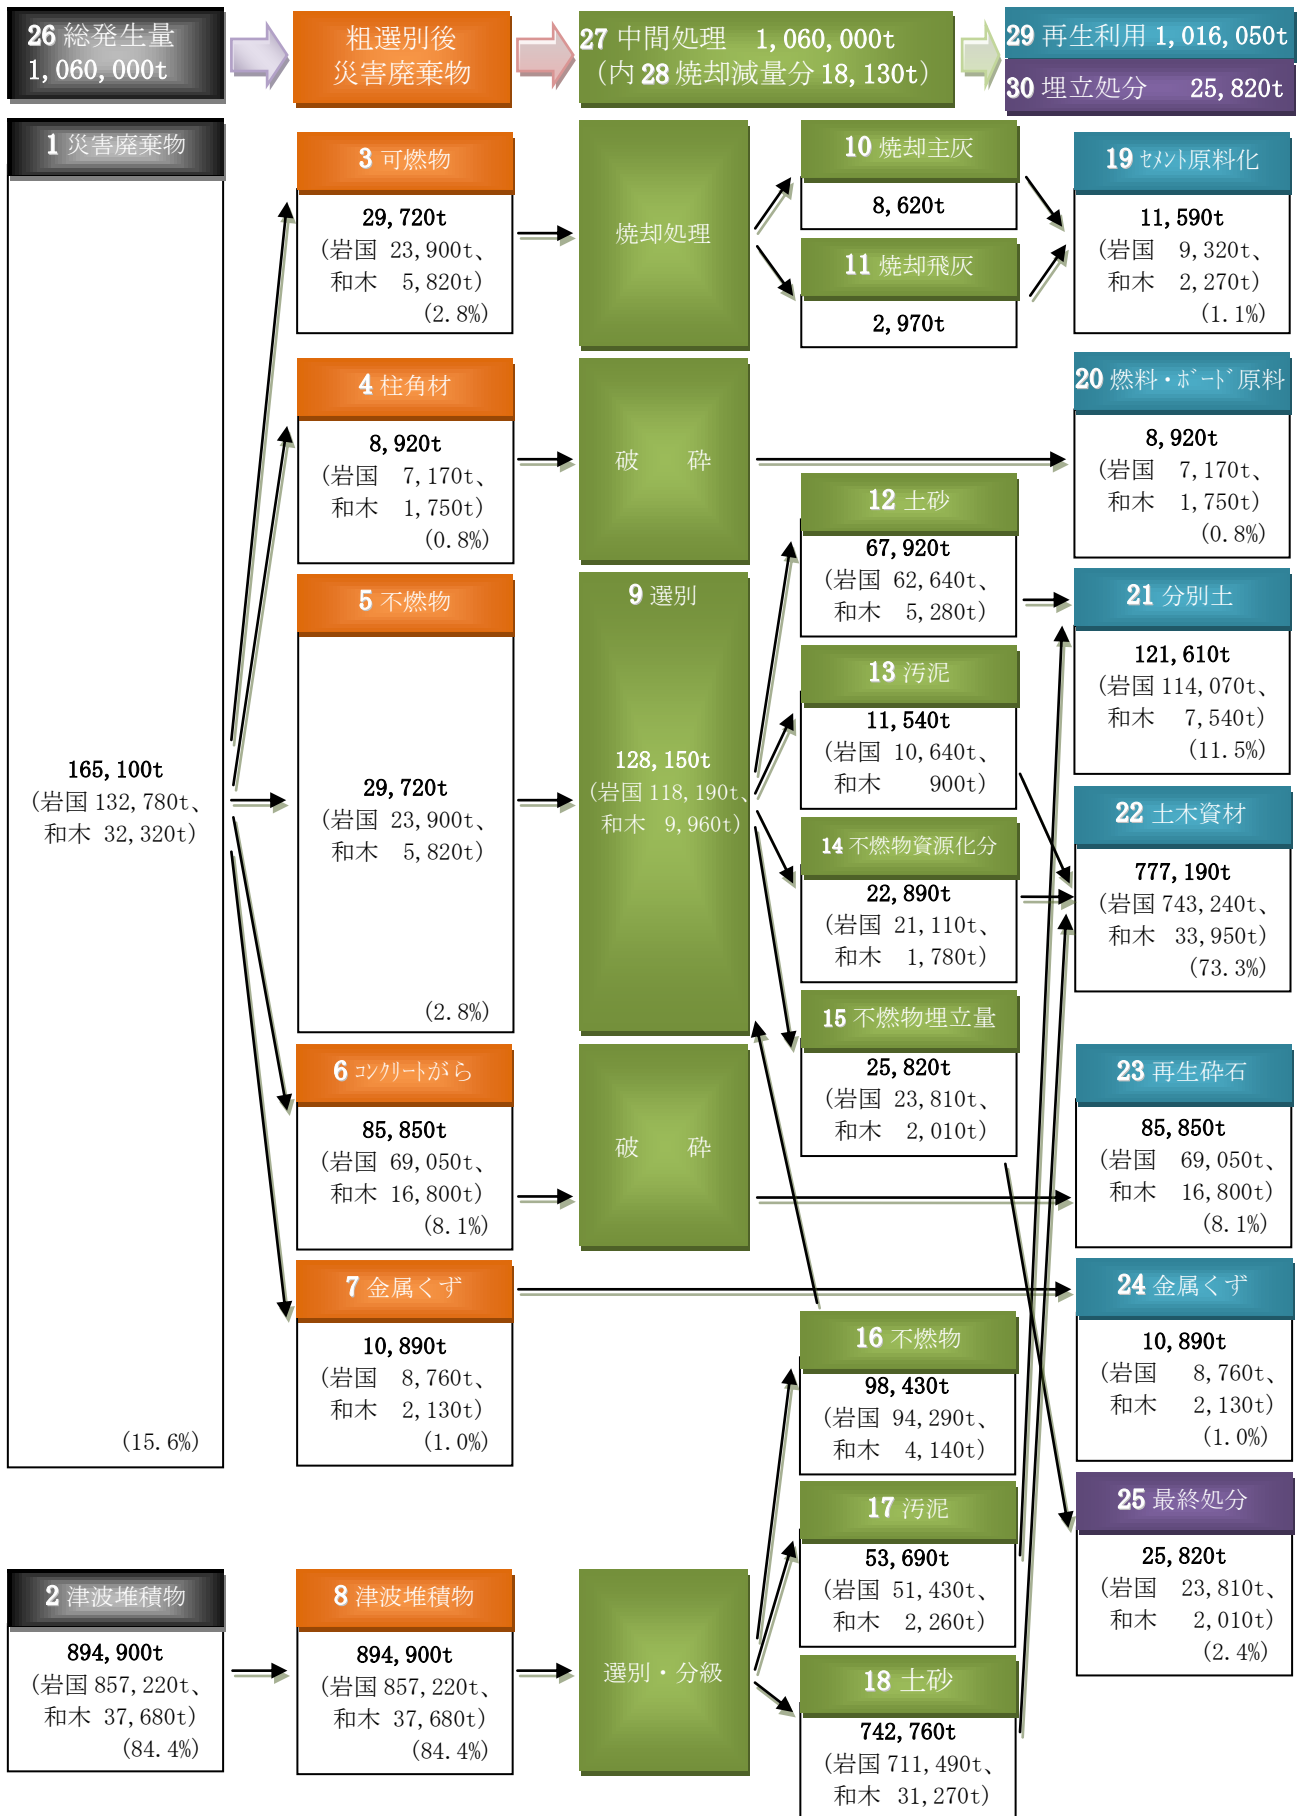 26 総発生量
1,060,000t
粗選別後
災害廃棄物
27 中間処理 1,060,000t
（内 28 焼却減量分 18,130t）
29 再生利用 1,016,050t
30 埋立処分 25,820t
1 災害廃棄物
165,100t
（岩国 132,780t、
和木 32,320t）
(15.6%)
2 津波堆積物
894,900t
（岩国 857,220t、
和木 37,680t）
(84.4%)
3 可燃物
29,720t
（岩国 23,900t、
和木 5,820t）
(2.8%)
4 柱角材
8,920t
（岩国 7,170t、
和木 1,750t）
(0.8%)
5 不燃物
29,720t
（岩国 23,900t、
和木 5,820t）
(2.8%)
6 ｺﾝｸﾘｰﾄがら
85,850t
（岩国 69,050t、
和木 16,800t）
(8.1%)
7 金属くず
10,890t
（岩国 8,760t、
和木 2,130t）
(1.0%)
8 津波堆積物
894,900t
（岩国 857,220t、
和木 37,680t）
(84.4%)
焼却処理
破 砕
9 選別
128,150t
（岩国 118,190t、
和木 9,960t）
破 砕
選別・分級
10 焼却主灰
8,620t
11 焼却飛灰
2,970t
12 土砂
67,920t
（岩国 62,640t、
和木 5,280t）
13 汚泥
11,540t
（岩国 10,640t、
和木 900t）
14 不燃物資源化分
22,890t
（岩国 21,110t、
和木 1,780t）
15 不燃物埋立量
25,820t
（岩国 23,810t、
和木 2,010t）
16 不燃物
98,430t
（岩国 94,290t、
和木 4,140t）
17 汚泥
53,690t
（岩国 51,430t、
和木 2,260t）
18 土砂
742,760t
（岩国 711,490t、
和木 31,270t）
19 ｾﾒﾝﾄ原料化
11,590t
（岩国 9,320t、
和木 2,270t）
(1.1%)
20 燃料・ﾎﾞｰﾄﾞ原料
8,920t
（岩国 7,170t、
和木 1,750t）
(0.8%)
21 分別土
121,610t
（岩国 114,070t、
和木 7,540t）
(11.5%)
22 土木資材
777,190t
（岩国 743,240t、
和木 33,950t）
(73.3%)
23 再生砕石
85,850t
（岩国 69,050t、
和木 16,800t）
(8.1%)
24 金属くず
10,890t
（岩国 8,760t、
和木 2,130t）
(1.0%)
25 最終処分
25,820t
（岩国 23,810t、
和木 2,010t）
(2.4%)